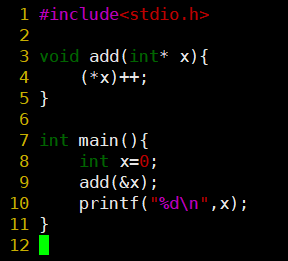 1 #include<stdio.h>
2
3 void add(int* x){
4     (*x)++;
5 }
6
7 int main(){
8     int x=0;
9     add(&x);
10     printf("%d\n",x);
11 }
12